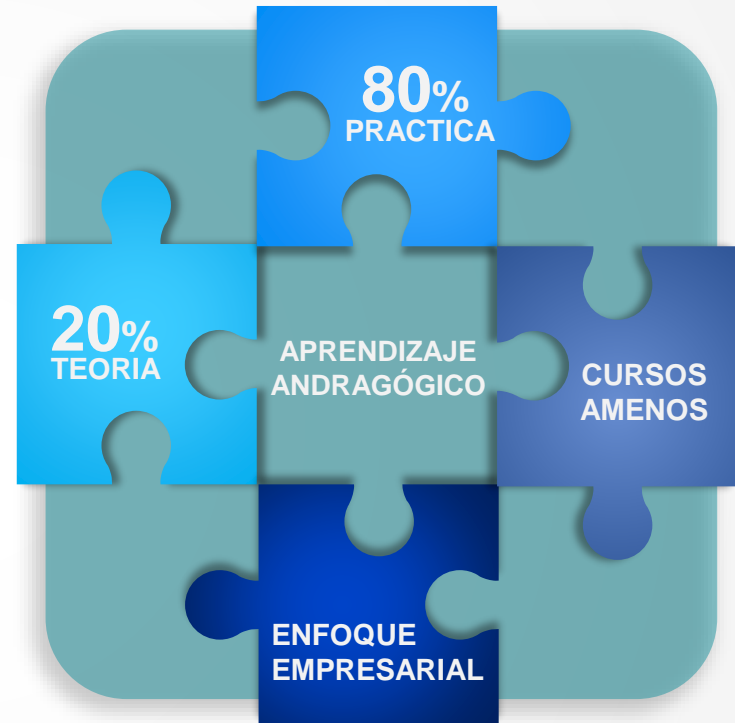 80%
PRACTICA
20%
TEORIA
APRENDIZAJE
ANDRAGÓGICO
CURSOS
AMENOS
ENFOQUE
EMPRESARIAL